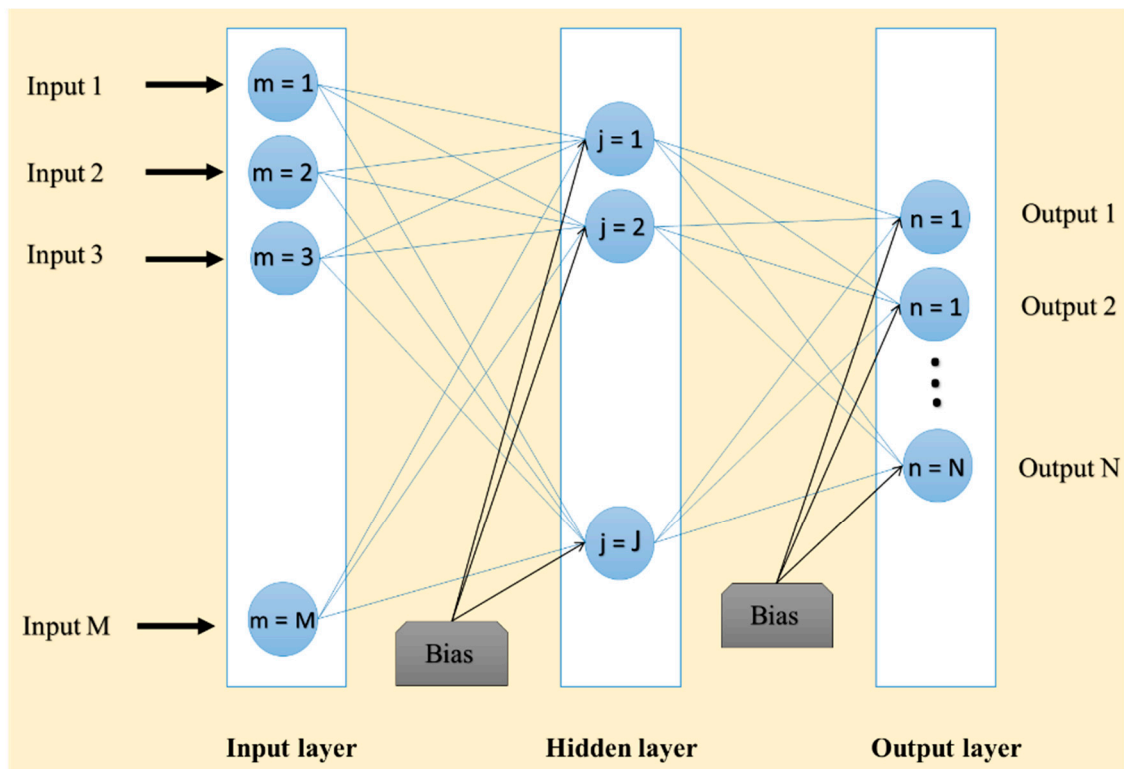 Input 1
Input 2
Input 3
Input M
m = 1
m = 2
m = 3
m = M
Bias
j = 1
j = 2
j = J
Bias
n = 1
n = 1
n = N
Output 1
Output 2
Output N
Input layer
Hidden layer
Output layer